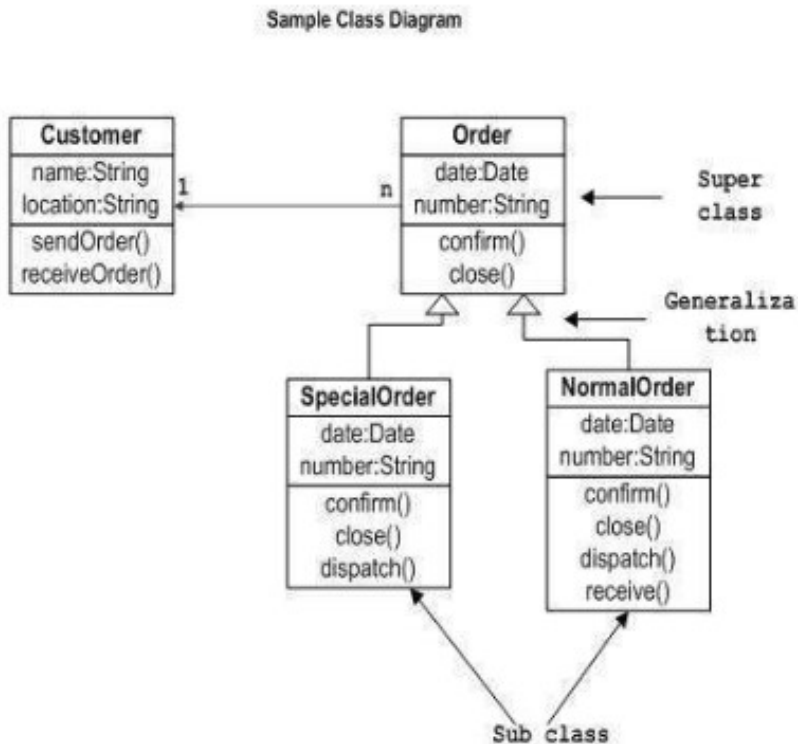 Sample Class Diagram
Customer
name:String
location:String
sendOrder()
receiveOrder()
1
n
Order
date:Date
number:String
confirm()
close()
Super
class
Generaliza
tion
SpecialOrder
date:Date
number:String
confirm()
close()
dispatch()
NormalOrder
date:Date
number:String
confirm()
close()
dispatch()
receive()
Sub class